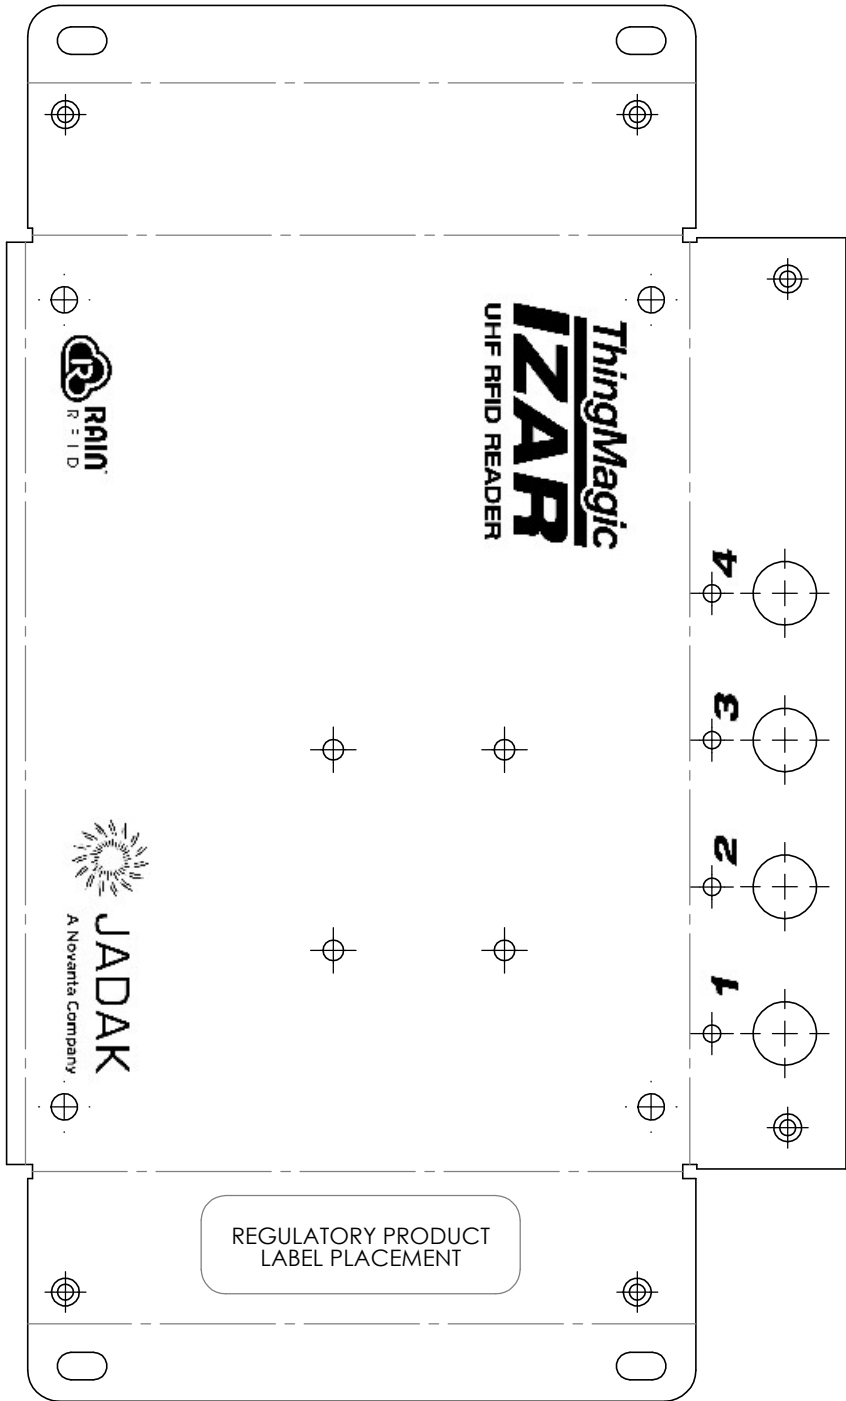 ThingMagic
IZAR
UHF RFID READER
RAIN
RFID
4
3
2
1
JADAK
A Novanta Company
REGULATORY PRODUCT
LABEL PLACEMENT